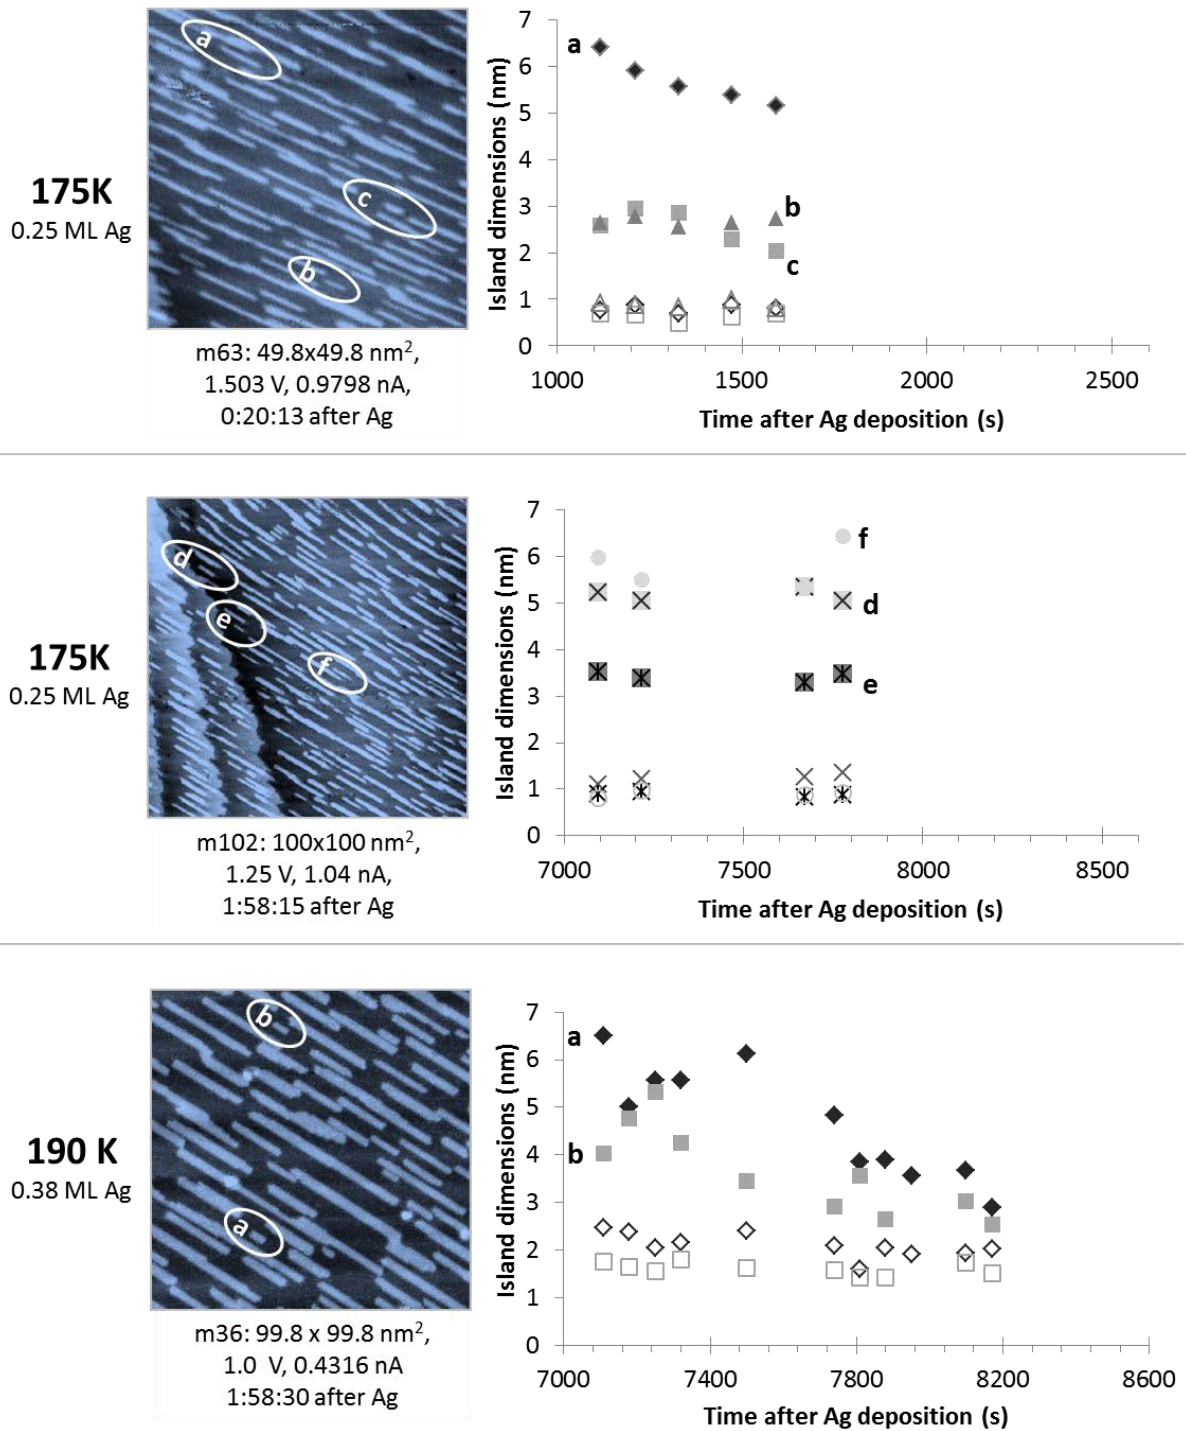 175K
0.25 ML Ag
a
c
b
m63: 49.8x49.8 nm²,
1.503 V, 0.9798 nA,
0:20:13 after Ag
Island dimensions (nm)
7
6
5
4
3
2
1
0
a
b
c
1000 1500 2000 2500
Time after Ag deposition (s)
175K
0.25 ML Ag
d
e
f
m102: 100x100 nm²,
1.25 V, 1.04 nA,
1:58:15 after Ag
Island dimensions (nm)
7
6
5
4
3
2
1
0
f
d
e
7000 7500 8000 8500
Time after Ag deposition (s)
190 K
0.38 ML Ag
b
a
m36: 99.8 x 99.8 nm²,
1.0 V, 0.4316 nA
1:58:30 after Ag
Island dimensions (nm)
7
6
5
4
3
2
1
0
a
b
7000 7400 7800 8200 8600
Time after Ag deposition (s)